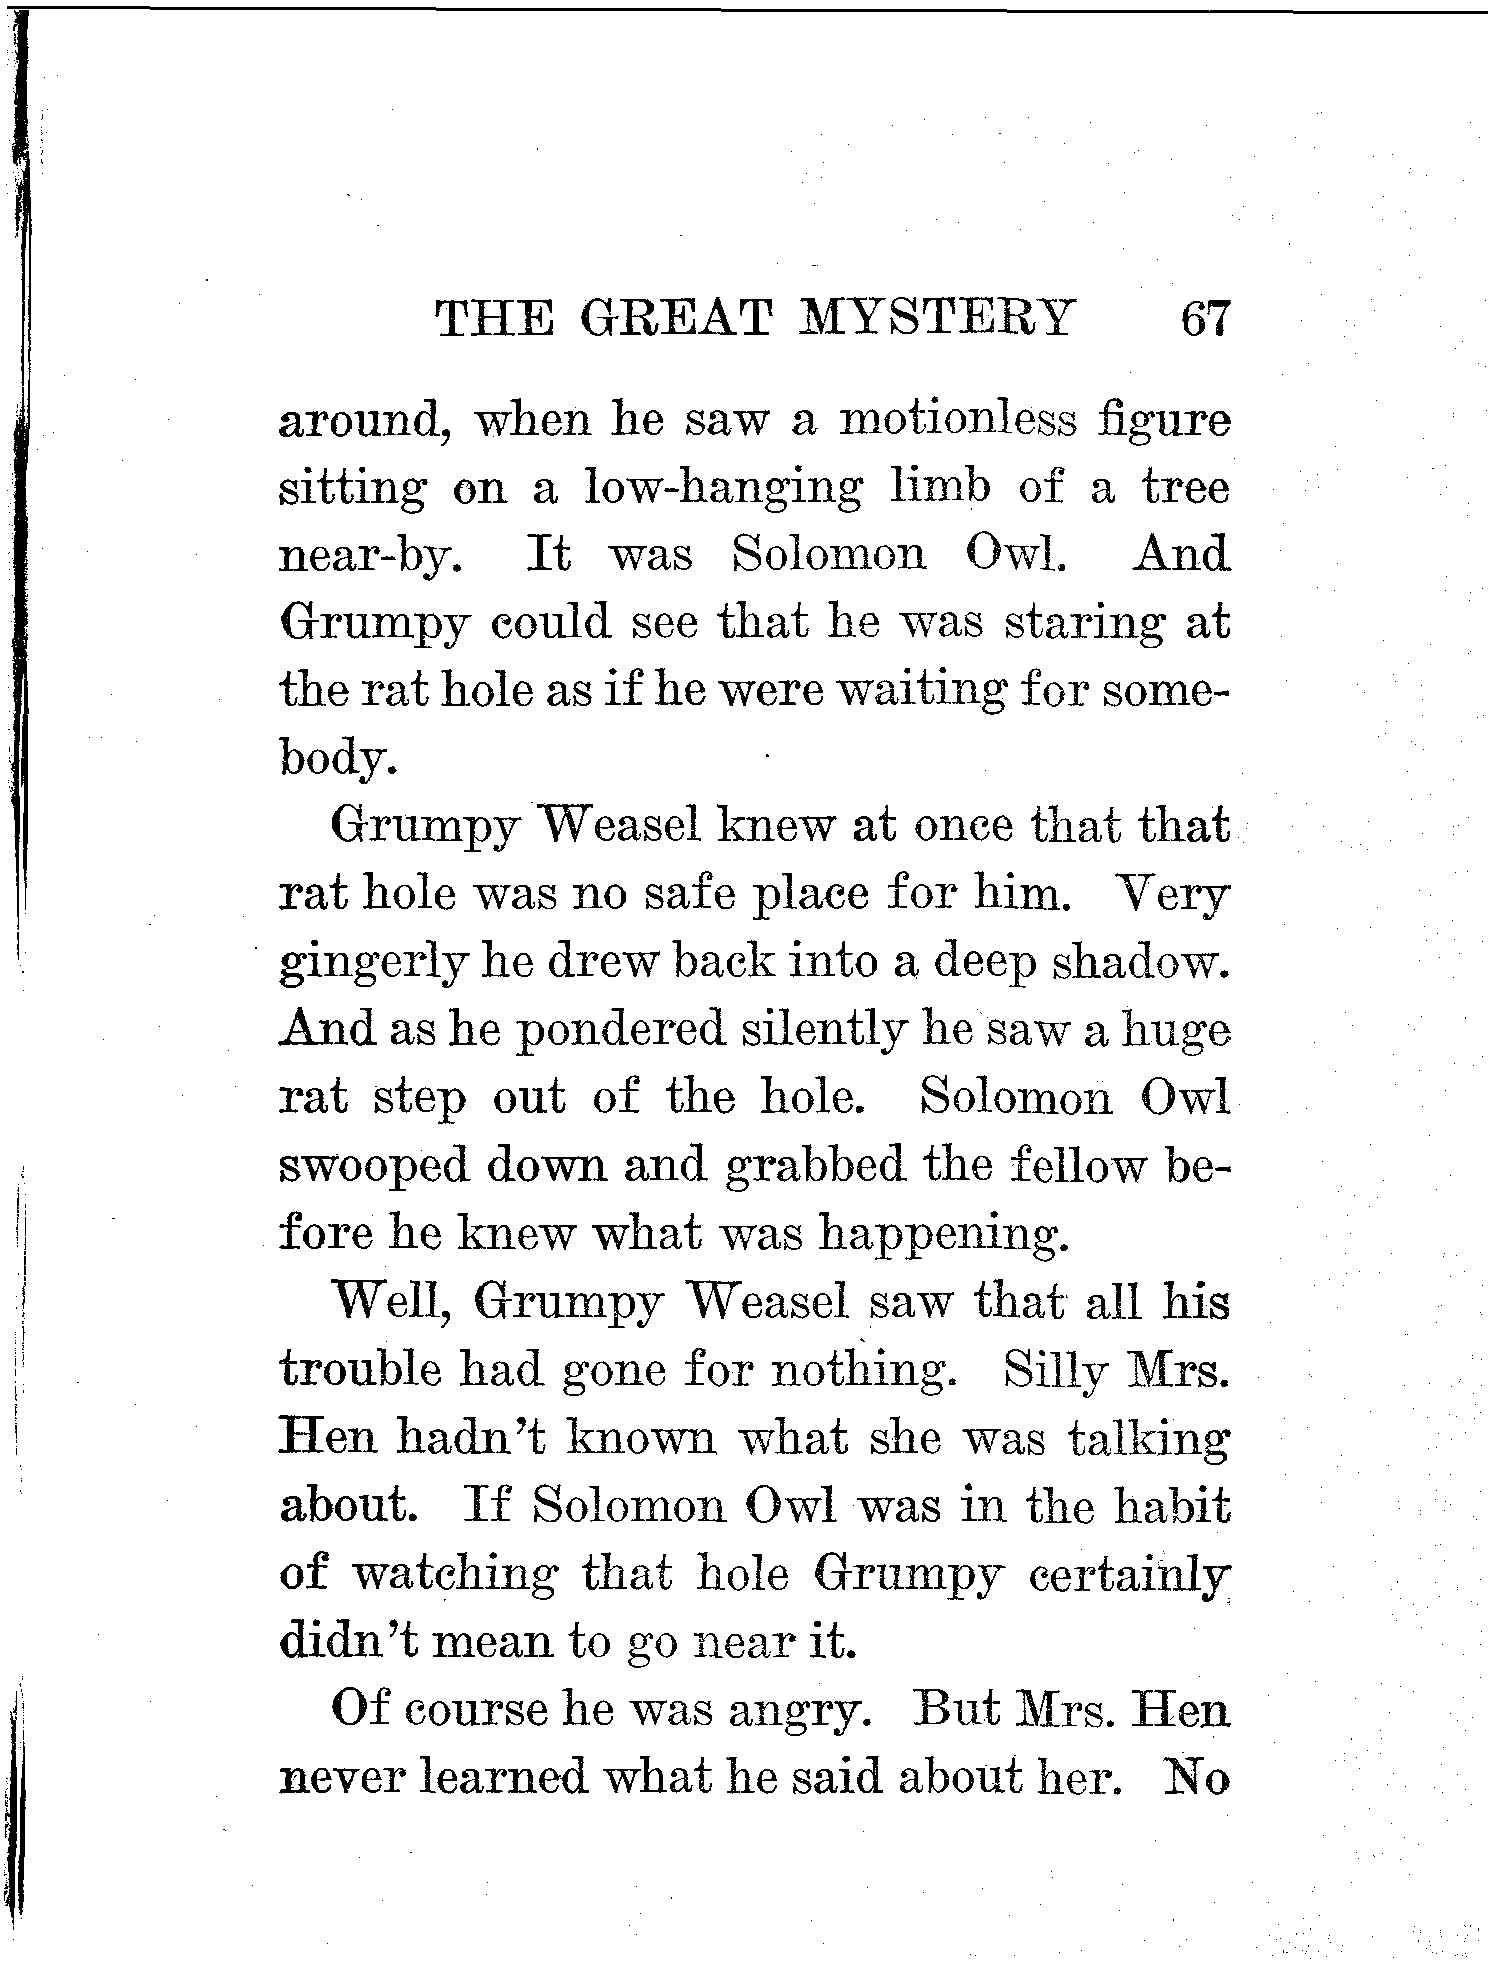 THE GREAT MYSTERY 67
around, when he saw a motionless figure
sitting on a low-hanging limb of a tree
near-by. It was Solomon Owl. And
Grumpy could see that he was staring at
the rat hole as if he were waiting for some-
body.
Grumpy Weasel knew at once that that
rat hole was no safe place for him. Very
gingerly he drew back into a deep shadow.
And as he pondered silently he saw a huge
rat step out of the hole. Solomon Owl
swooped down and grabbed the fellow be-
fore he knew what was happening.
Well, Grumpy Weasel saw that all his
trouble had gone for nothing. Silly Mrs.
Hen hadn't known what she was talking
about. If Solomon Owl was in the habit
of watching that hole Grumpy certainly
didn't mean to go near it.
Of course he was angry. But Mrs. Hen
never learned what he said about her. No